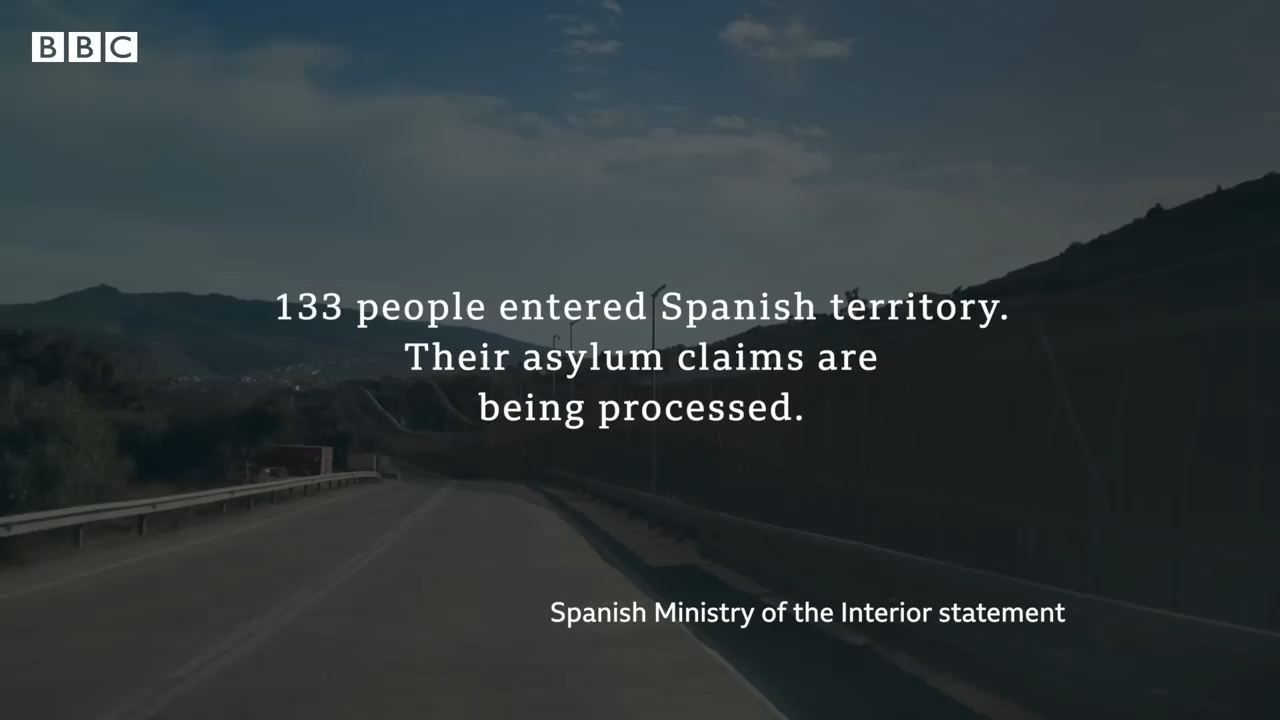 BBC
133 people entered Spanish territory.
Their asylum claims are
being processed.
Spanish Ministry of the Interior statement